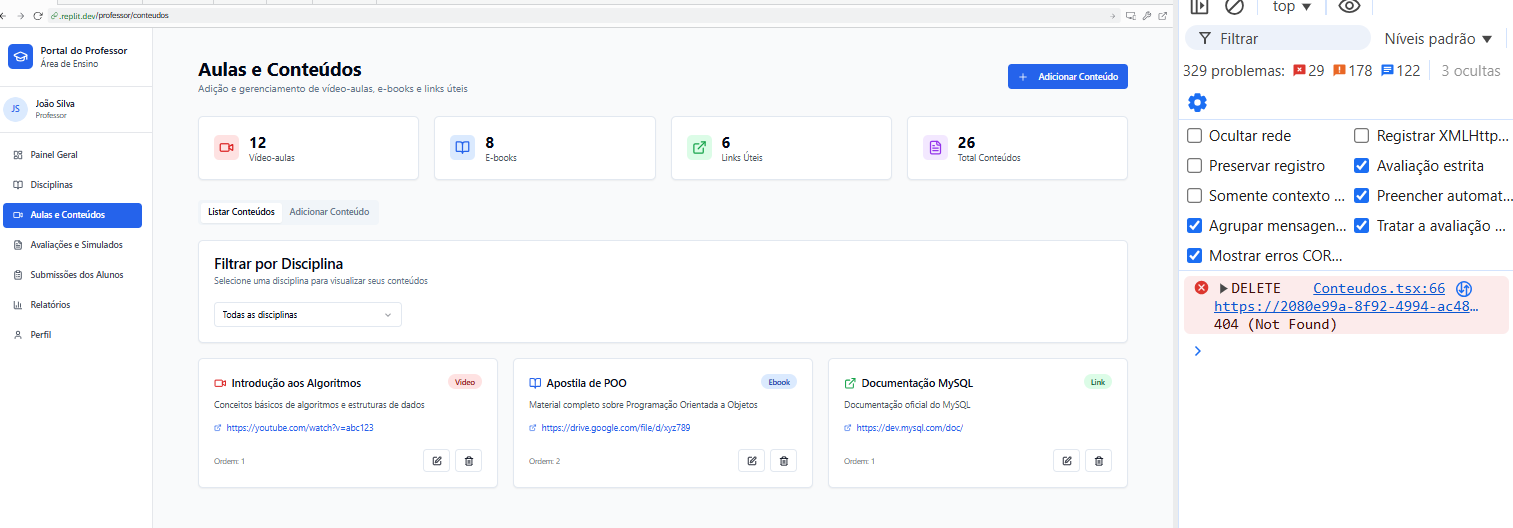 .replit.dev/professor/conteudos
Portal do Professor
Área de Ensino
JS
João Silva
Professor
Painel Geral
Disciplinas
Aulas e Conteúdos
Avaliações e Simulados
Submissões dos Alunos
Relatórios
Perfil
Aulas e Conteúdos
Adição e gerenciamento de vídeo-aulas, e-books e links úteis
+ Adicionar Conteúdo
12
Vídeo-aulas
8
E-books
6
Links Úteis
26
Total Conteúdos
Listar Conteúdos Adicionar Conteúdo
Filtrar por Disciplina
Selecione uma disciplina para visualizar seus conteúdos
Todas as disciplinas
Introdução aos Algoritmos Video
Conceitos básicos de algoritmos e estruturas de dados
https://youtube.com/watch?v=abc123
Ordem: 1
Apostila de POO Ebook
Material completo sobre Programação Orientada a Objetos
https://drive.google.com/file/d/xyz789
Ordem: 2
Documentação MySQL Link
Documentação oficial do MySQL
https://dev.mysql.com/doc/
Ordem: 1
top
Filtrar Níveis padrão
329 problemas: 29 178 122 3 ocultas
Ocultar rede Registrar XMLHttp...
Preservar registro Avaliação estrita
Somente contexto ... Preencher automat...
Agrupar mensagen... Tratar a avaliação ...
Mostrar erros COR...
DELETE Conteudos.tsx:66
https://2080e99a-8f92-4994-ac48...
404 (Not Found)